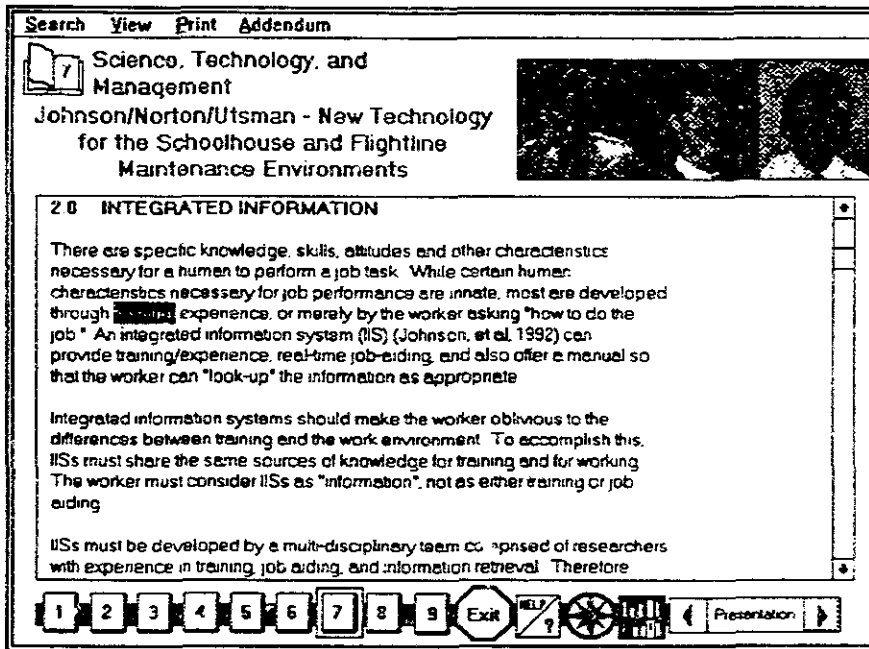 Search View Print Addendum
7
Science, Technology, and
Management
Johnson/Norton/Utsman - New Technology
for the Schoolhouse and Flightline
Maintenance Environments
2.0 INTEGRATED INFORMATION
There are specific knowledge, skills, attitudes and other characteristics
necessary for a human to perform a job task. While certain human
characteristics necessary for job performance are innate, most are developed
through experience, or merely by the worker asking "how to do the
job." An integrated information system (IIS) (Johnson, et al, 1992) can
provide training/experience, real-time job-aiding, and also offer a manual so
that the worker can "look-up" the information as appropriate
Integrated information systems should make the worker oblivious to the
differences between training and the work environment. To accomplish this,
IISs must share the same sources of knowledge for training and for working
The worker must consider IISs as "information", not as either training or job
aiding
IISs must be developed by a multi-disciplinary team comprised of researchers
with experience in training, job aiding, and information retrieval. Therefore
1 2 3 4 5 6 7 8 9 Exit HELP ? Presentation